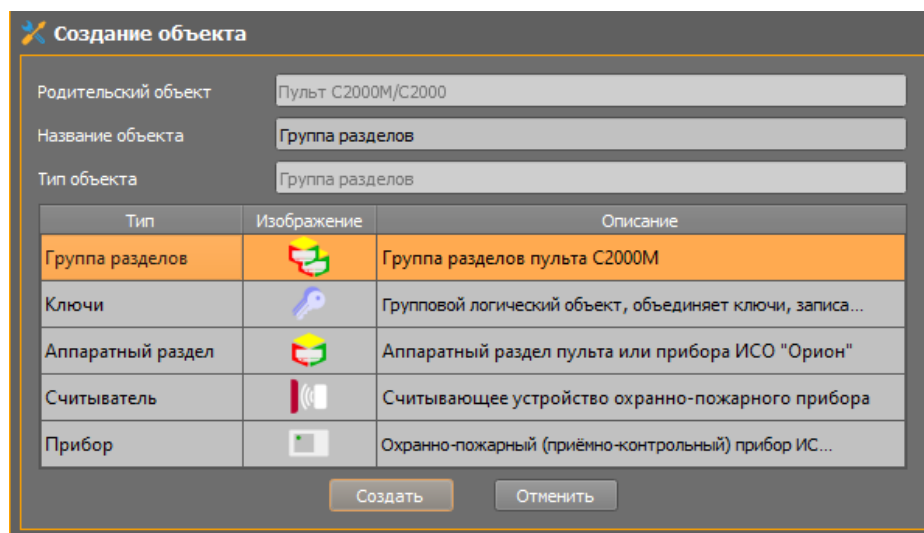 Создание объекта
Родительский объект Пульт С2000М/С2000
Название объекта Группа разделов
Тип объекта Группа разделов
Тип Изображение Описание
Группа разделов Группа разделов пульта С2000М
Ключи Групповой логический объект, объединяет ключи, записа...
Аппаратный раздел Аппаратный раздел пульта или прибора ИСО "Орион"
Считыватель Считывающее устройство охранно-пожарного прибора
Прибор Охранно-пожарный (приёмно-контрольный) прибор ИС...
Создать Отменить